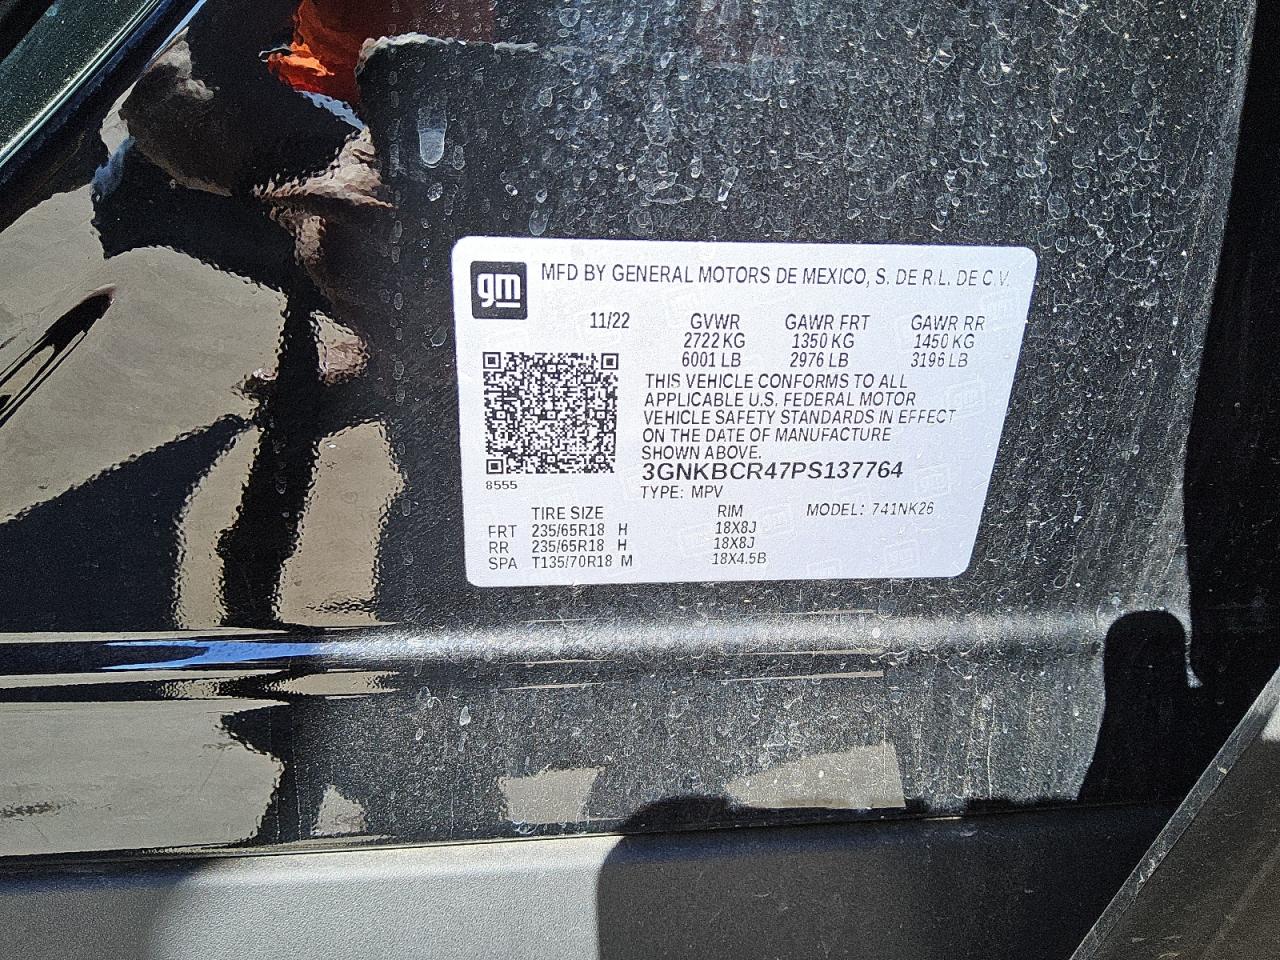 gm MFD BY GENERAL MOTORS DE MEXICO, S. DE R.L. DE C.V.
11/22 GVWR GAWR FRT GAWR RR
2722 KG 1350 KG 1450 KG
6001 LB 2976 LB 3196 LB
THIS VEHICLE CONFORMS TO ALL
APPLICABLE U.S. FEDERAL MOTOR
VEHICLE SAFETY STANDARDS IN EFFECT
ON THE DATE OF MANUFACTURE
SHOWN ABOVE.
3GNKBCR47PS137764
8555
TYPE: MPV
TIRE SIZE RIM MODEL: 741NK26
FRT 235/65R18 H 18X8J
RR 235/65R18 H 18X8J
SPA T135/70R18 M 18X4.5B